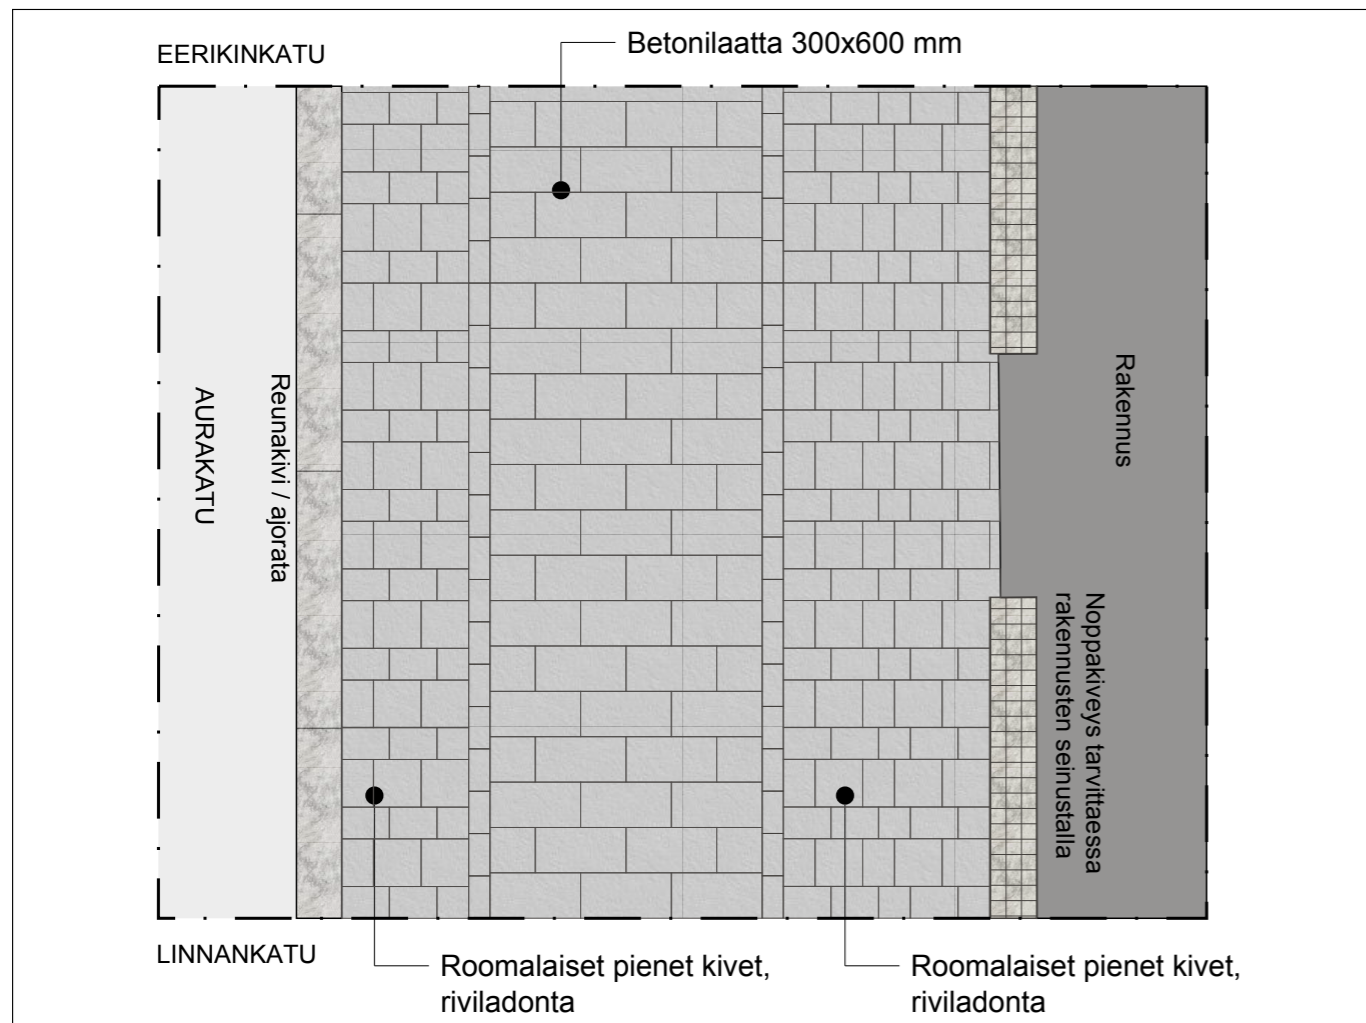 EERIKINKATU
Betonilaatta 300x600 mm
AURAKATU
Reunakivi / ajorata
Rakennus
Noppakiveys tarvittaessa
rakennusten seinustalla
LINNANKATU
Roomalaiset pienet kivet,
riviladonta
Roomalaiset pienet kivet,
riviladonta